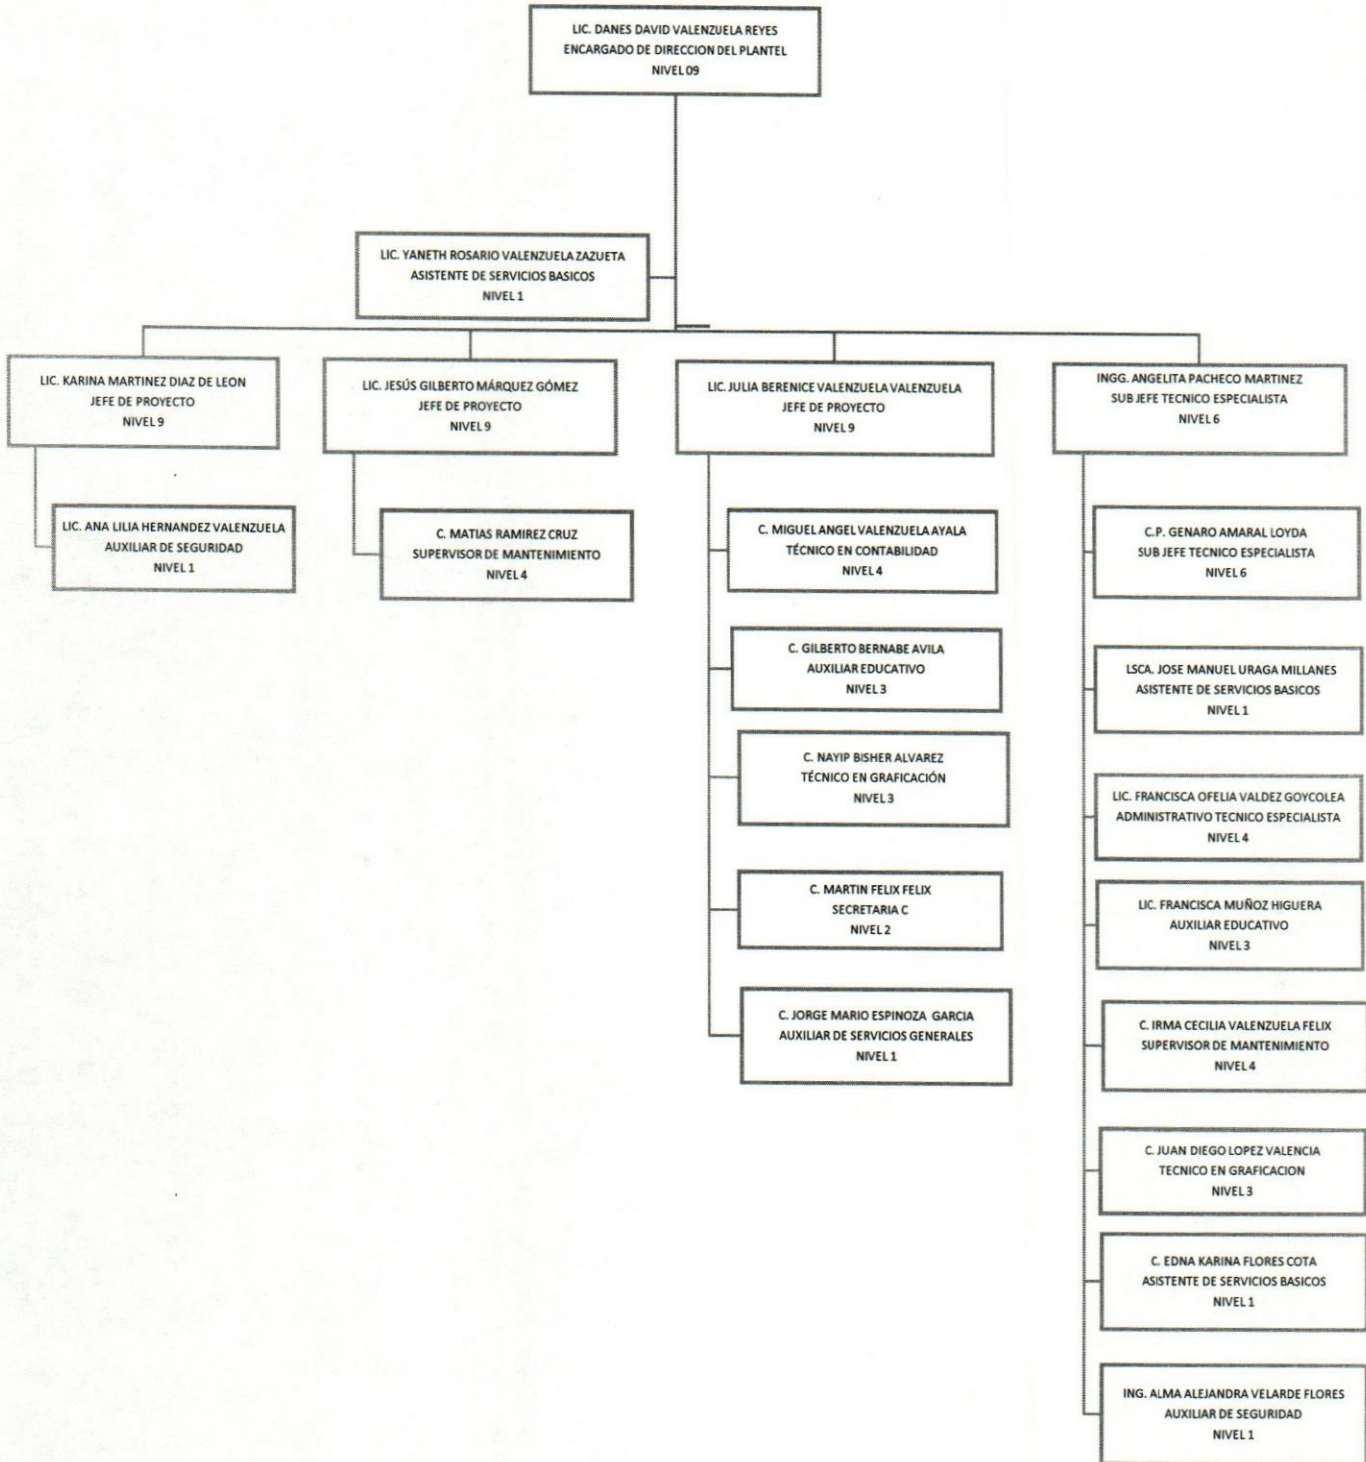 LIC. DANES DAVID VALENZUELA REYES
ENCARGADO DE DIRECCION DEL PLANTEL
NIVEL 09
LIC. YANETH ROSARIO VALENZUELA ZAZUETA
ASISTENTE DE SERVICIOS BASICOS
NIVEL 1
LIC. KARINA MARTINEZ DIAZ DE LEON
JEFE DE PROYECTO
NIVEL 9
LIC. ANA LILIA HERNANDEZ VALENZUELA
AUXILIAR DE SEGURIDAD
NIVEL 1
LIC. JESÚS GILBERTO MÁRQUEZ GÓMEZ
JEFE DE PROYECTO
NIVEL 9
C. MATIAS RAMIREZ CRUZ
SUPERVISOR DE MANTENIMIENTO
NIVEL 4
LIC. JULIA BERENICE VALENZUELA VALENZUELA
JEFE DE PROYECTO
NIVEL 9
C. MIGUEL ANGEL VALENZUELA AYALA
TÉCNICO EN CONTABILIDAD
NIVEL 4
C. GILBERTO BERNABE AVILA
AUXILIAR EDUCATIVO
NIVEL 3
C. NAYIP BISHER ALVAREZ
TÉCNICO EN GRAFICACIÓN
NIVEL 3
C. MARTIN FELIX FELIX
SECRETARIA C
NIVEL 2
C. JORGE MARIO ESPINOZA GARCIA
AUXILIAR DE SERVICIOS GENERALES
NIVEL 1
INGG. ANGELITA PACHECO MARTINEZ
SUB JEFE TECNICO ESPECIALISTA
NIVEL 6
C.P. GENARO AMARAL LOYDA
SUB JEFE TECNICO ESPECIALISTA
NIVEL 6
LSCA. JOSE MANUEL URAGA MILLANES
ASISTENTE DE SERVICIOS BASICOS
NIVEL 1
LIC. FRANCISCA OFELIA VALDEZ GOYCOLEA
ADMINISTRATIVO TECNICO ESPECIALISTA
NIVEL 4
LIC. FRANCISCA MUÑOZ HIGUERA
AUXILIAR EDUCATIVO
NIVEL 3
C. IRMA CECILIA VALENZUELA FELIX
SUPERVISOR DE MANTENIMIENTO
NIVEL 4
C. JUAN DIEGO LOPEZ VALENCIA
TECNICO EN GRAFICACION
NIVEL 3
C. EDNA KARINA FLORES COTA
ASISTENTE DE SERVICIOS BASICOS
NIVEL 1
ING. ALMA ALEJANDRA VELARDE FLORES
AUXILIAR DE SEGURIDAD
NIVEL 1